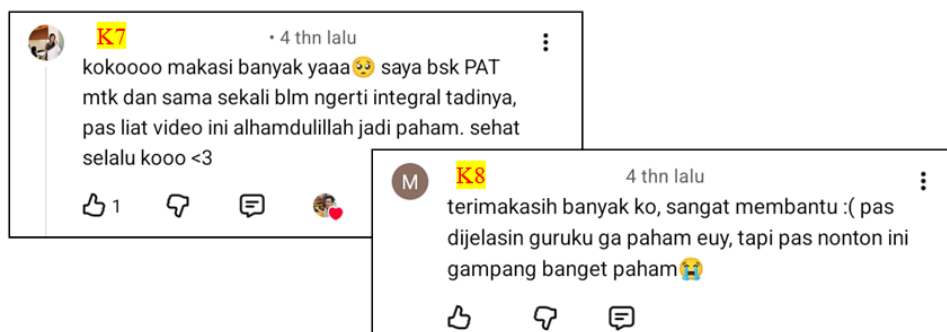 K7 • 4 thn lalu
kokoooo makasi banyak yaaa🥺 saya bsk PAT
mtk dan sama sekali blm ngerti integral tadinya,
pas liat video ini alhamdulillah jadi paham. sehat
selalu kooo <3
1
M K8 4 thn lalu
terimakasih banyak ko, sangat membantu :( pas
dijelasin guruku ga paham euy, tapi pas nonton ini
gampang banget paham😭